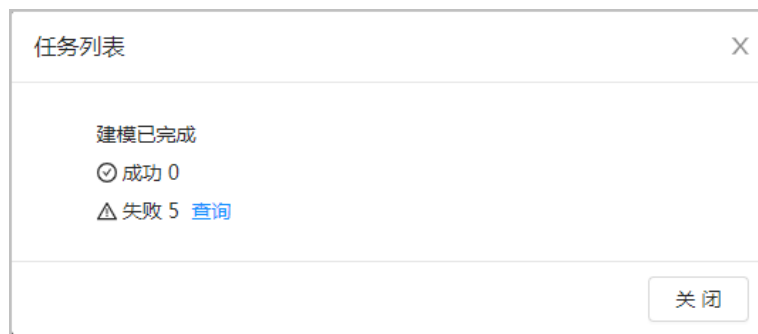 任务列表
建模已完成
成功 0
失败 5 查询
关 闭